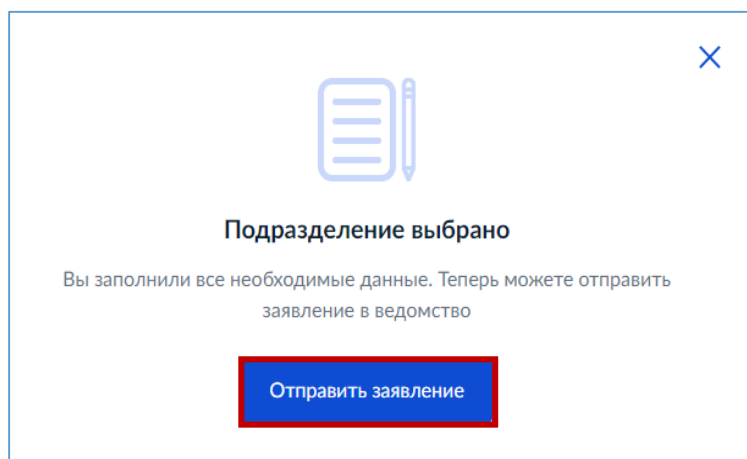 Подразделение выбрано
Вы заполнили все необходимые данные. Теперь можете отправить
заявление в ведомство
Отправить заявление